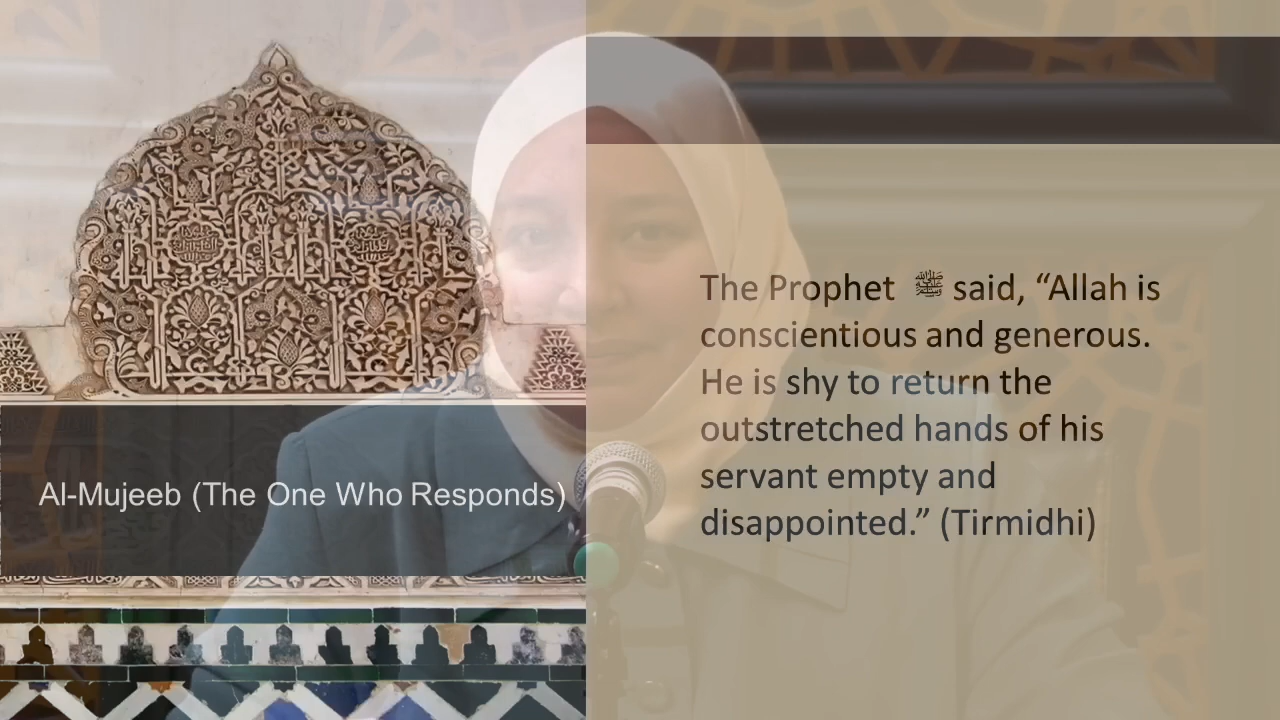 Al-Mujeeb (The One Who Responds)
The Prophet ﷺ said, “Allah is
conscientious and generous.
He is shy to return the
outstretched hands of his
servant empty and
disappointed.” (Tirmidhi)